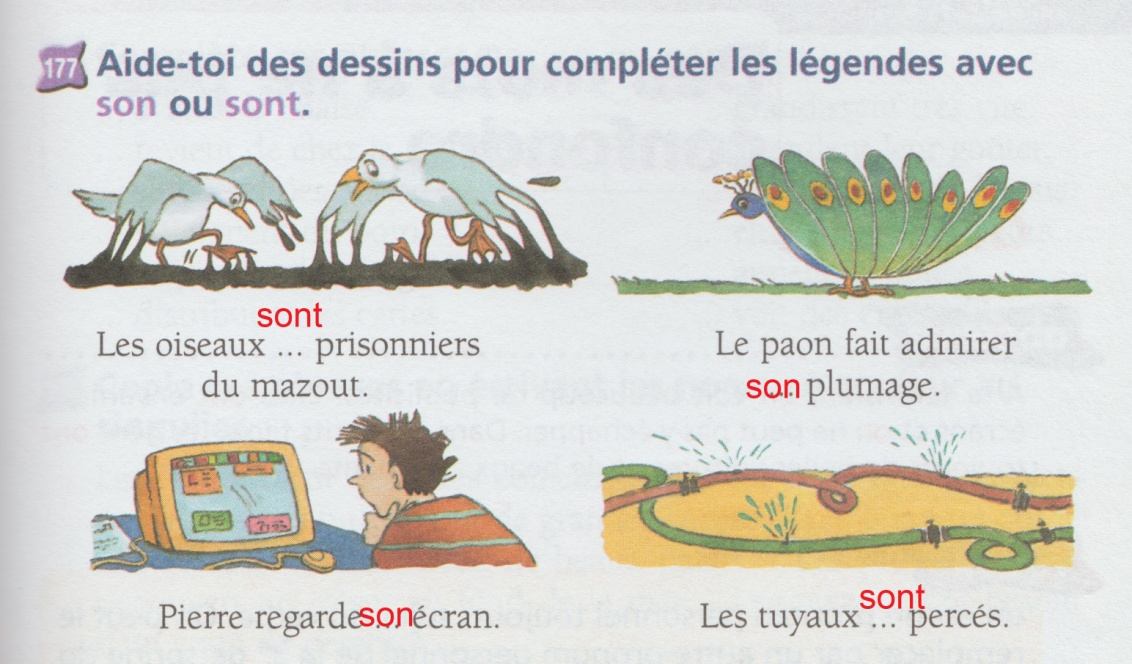 177 Aide-toi des dessins pour compléter les légendes avec
son ou sont.
sont
Les oiseaux ... prisonniers
du mazout.
Le paon fait admirer
son plumage.
Pierre regarde son écran.
sont
Les tuyaux ... percés.